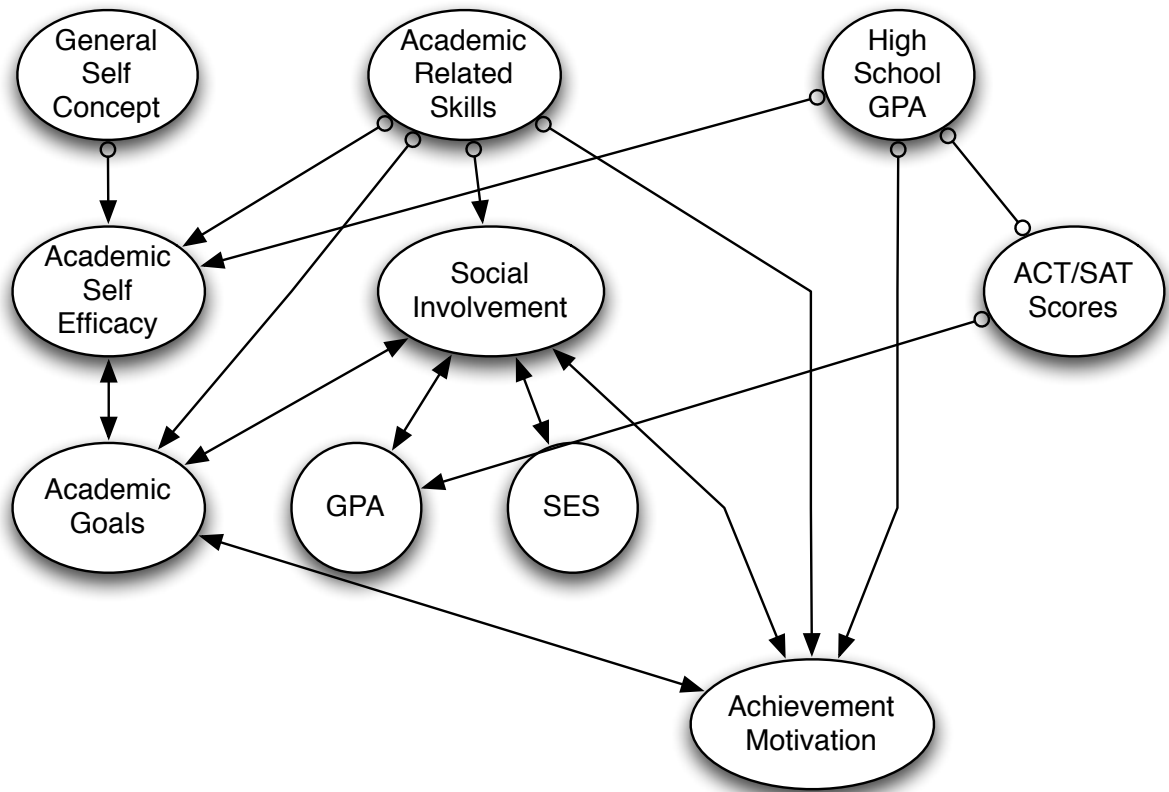 General
Self
Concept
Academic
Related
Skills
High
School
GPA
Academic
Self
Efficacy
Social
Involvement
ACT/SAT
Scores
Academic
Goals
GPA
SES
Achievement
Motivation